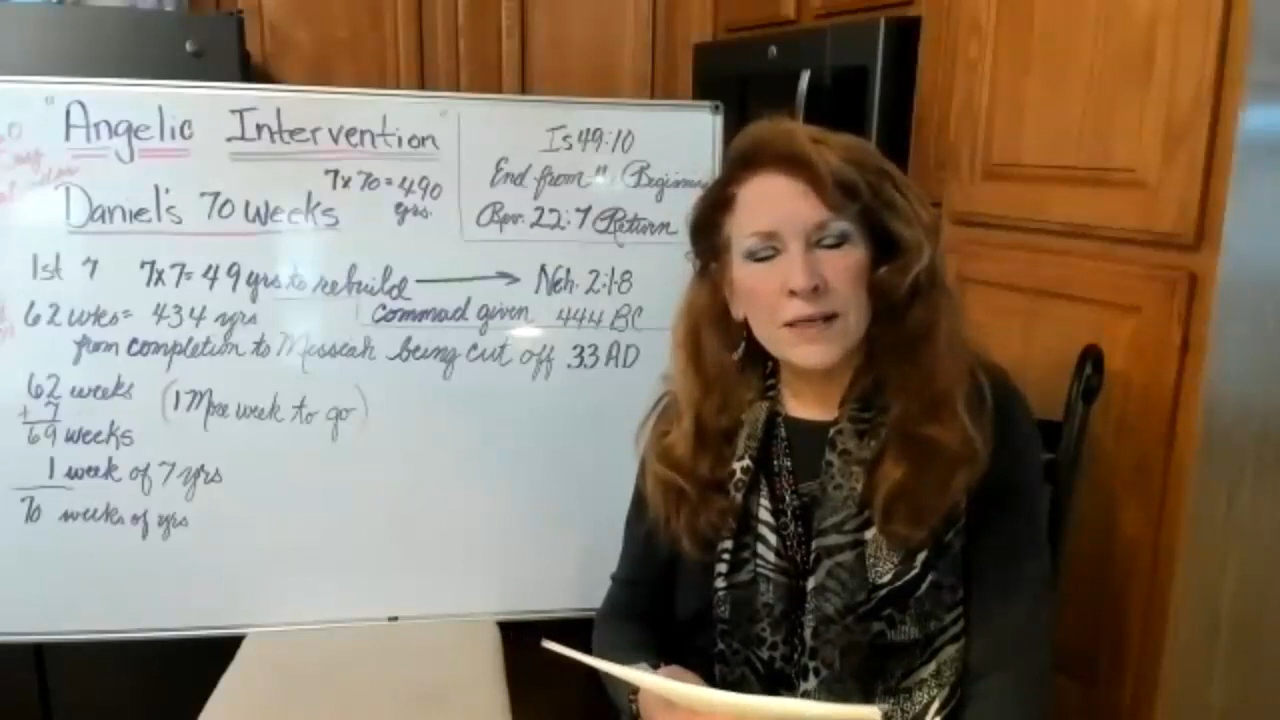 "Angelic Intervention"
7x70=490
yrs.
Daniel's 70 Weeks
Is 49:10
End from " Beginning
Rev. 22:7 Return
1st 7 7x7=49 yrs to rebuild Neh. 2:1-8
62 wks= 434 yrs Commad given 444 BC
from completion to Messeah being cut off 33 AD
62 weeks (1 More week to go)
+ 7
69 weeks
1 week of 7 yrs
70 weeks of yrs